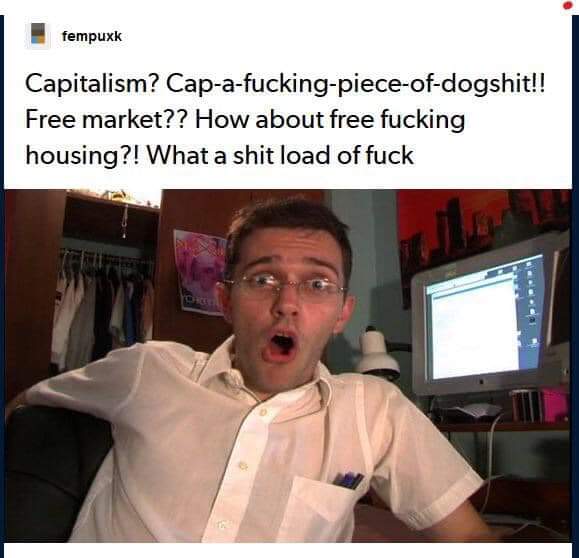 fempuxk
Capitalism? Cap-a-fucking-piece-of-dogshit!!
Free market?? How about free fucking
housing?! What a shit load of fuck